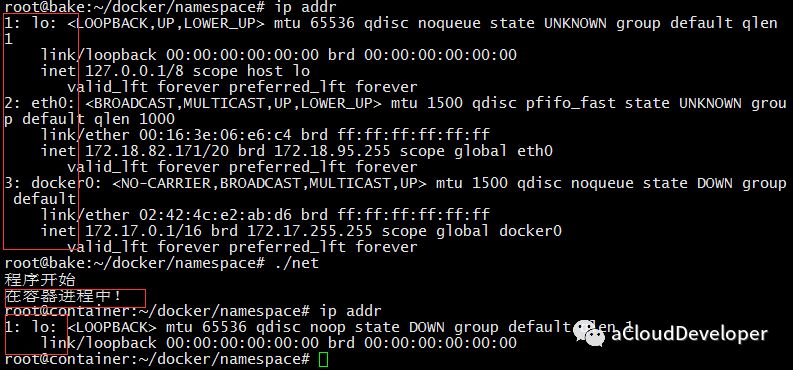 root@bake:~/docker/namespace# ip addr
1: lo: <LOOPBACK,UP,LOWER_UP> mtu 65536 qdisc noqueue state UNKNOWN group default qlen
1
link/loopback 00:00:00:00:00:00 brd 00:00:00:00:00:00
inet 127.0.0.1/8 scope host lo
valid_lft forever preferred_lft forever
2: eth0: <BROADCAST,MULTICAST,UP,LOWER_UP> mtu 1500 qdisc pfifo_fast state UNKNOWN grou
p default qlen 1000
link/ether 00:16:3e:06:e6:c4 brd ff:ff:ff:ff:ff:ff
inet 172.18.82.171/20 brd 172.18.95.255 scope global eth0
valid_lft forever preferred_lft forever
3: docker0: <NO-CARRIER,BROADCAST,MULTICAST,UP> mtu 1500 qdisc noqueue state DOWN group
default
link/ether 02:42:4c:e2:ab:d6 brd ff:ff:ff:ff:ff:ff
inet 172.17.0.1/16 brd 172.17.255.255 scope global docker0
valid_lft forever preferred_lft forever
root@bake:~/docker/namespace# ./net
程序开始
在容器进程中！
root@container:~/docker/namespace# ip addr
1: lo: <LOOPBACK> mtu 65536 qdisc noop state DOWN group default qlen 1
link/loopback 00:00:00:00:00:00 brd 00:00:00:00:00:00
root@container:~/docker/namespace#
aCloudDeveloper